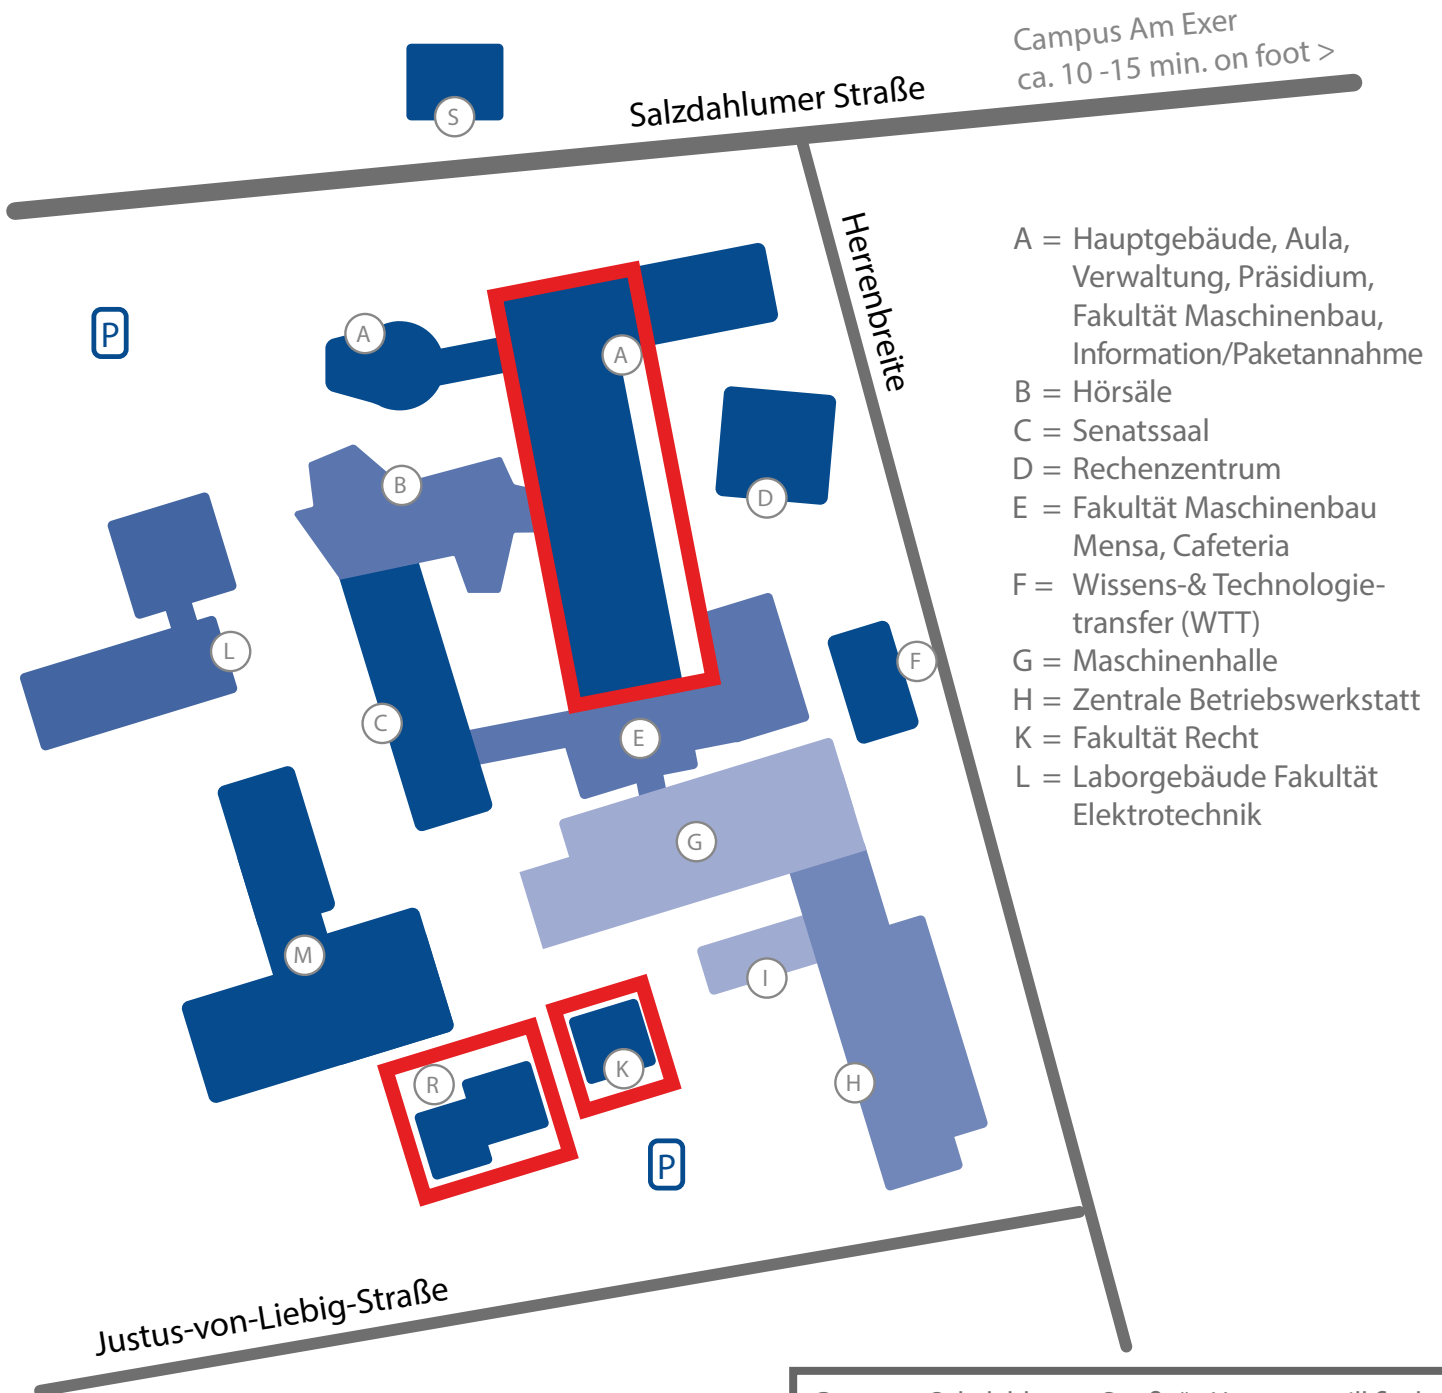 Campus Am Exer
ca. 10 -15 min. on foot >
Salzdahlumer Straße
S
Herrenbreite
A = Hauptgebäude, Aula,
Verwaltung, Präsidium,
Fakultät Maschinenbau,
Information/Paketannahme
B = Hörsäle
C = Senatssaal
D = Rechenzentrum
E = Fakultät Maschinenbau
Mensa, Cafeteria
F = Wissens-& Technologie-
transfer (WTT)
G = Maschinenhalle
H = Zentrale Betriebswerkstatt
K = Fakultät Recht
L = Laborgebäude Fakultät
Elektrotechnik
P
A
A
B
D
L
F
C
E
G
M
I
K
R
H
P
Justus-von-Liebig-Straße